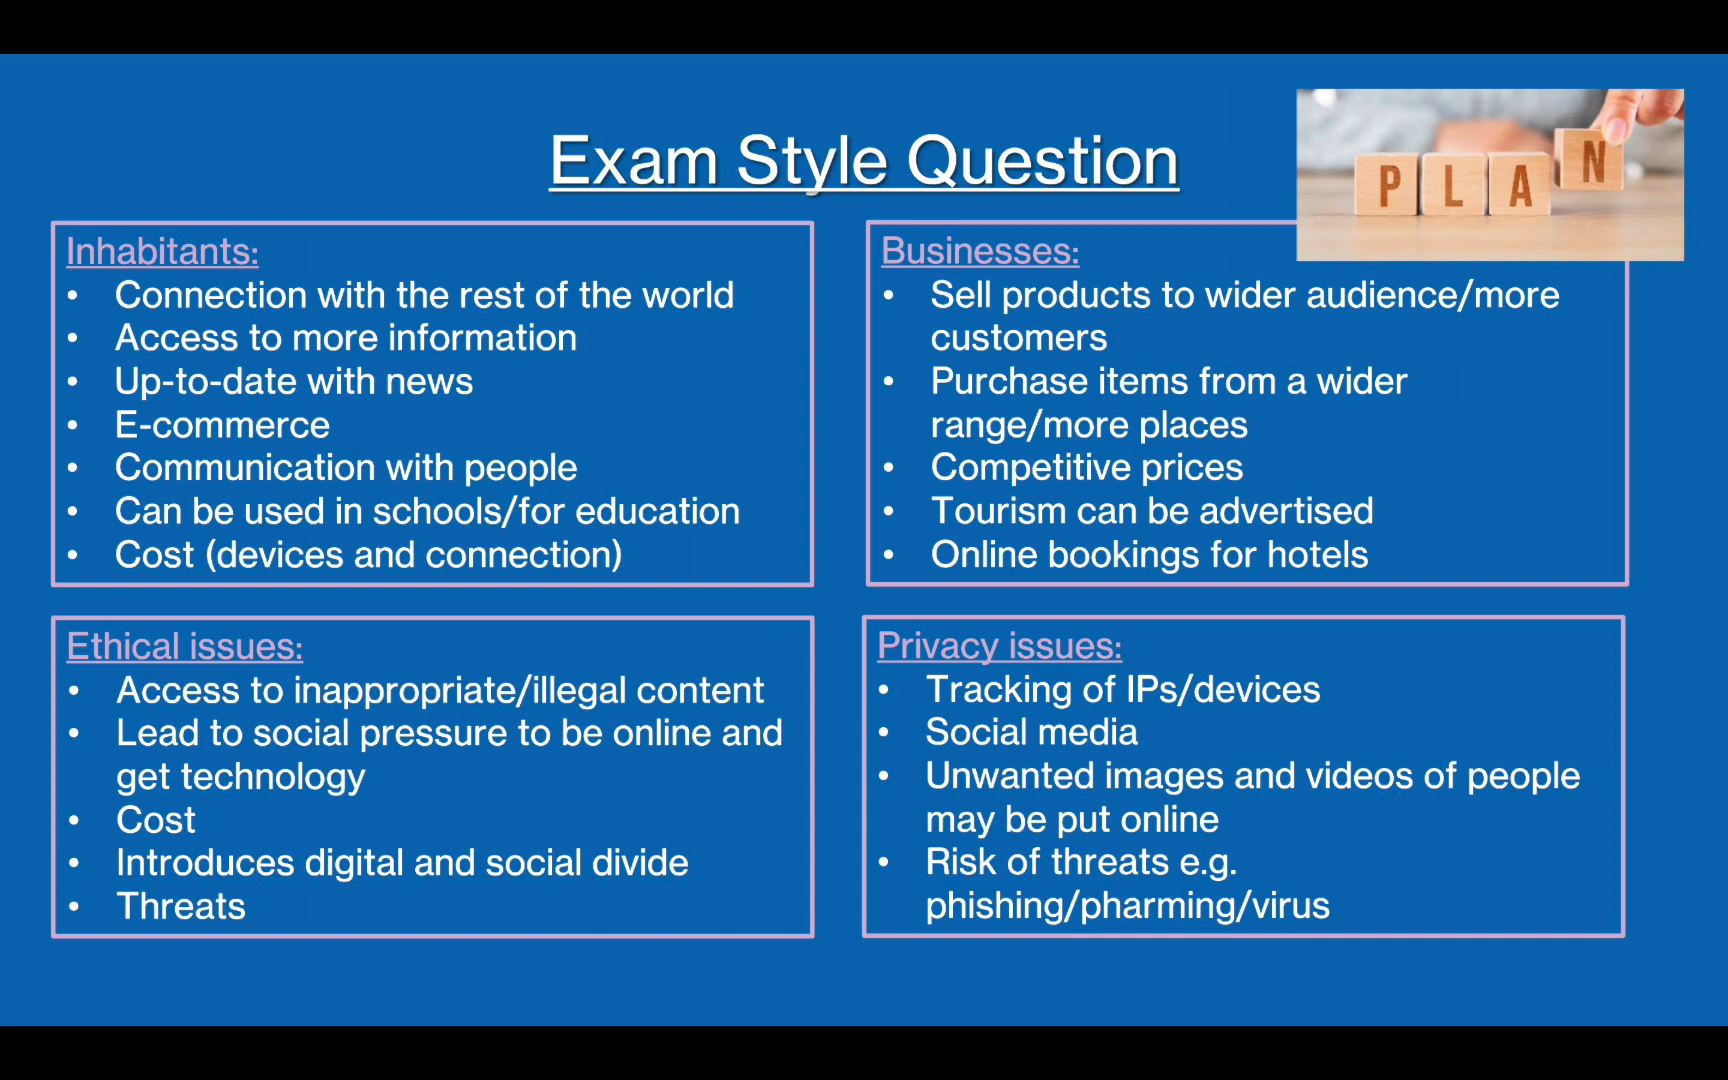 Exam Style Question
PLAN
Inhabitants:
• Connection with the rest of the world
• Access to more information
• Up-to-date with news
• E-commerce
• Communication with people
• Can be used in schools/for education
• Cost (devices and connection)
Businesses:
• Sell products to wider audience/more
customers
• Purchase items from a wider
range/more places
• Competitive prices
• Tourism can be advertised
• Online bookings for hotels
Ethical issues:
• Access to inappropriate/illegal content
• Lead to social pressure to be online and
get technology
• Cost
• Introduces digital and social divide
• Threats
Privacy issues:
• Tracking of IPs/devices
• Social media
• Unwanted images and videos of people
may be put online
• Risk of threats e.g.
phishing/pharming/virus